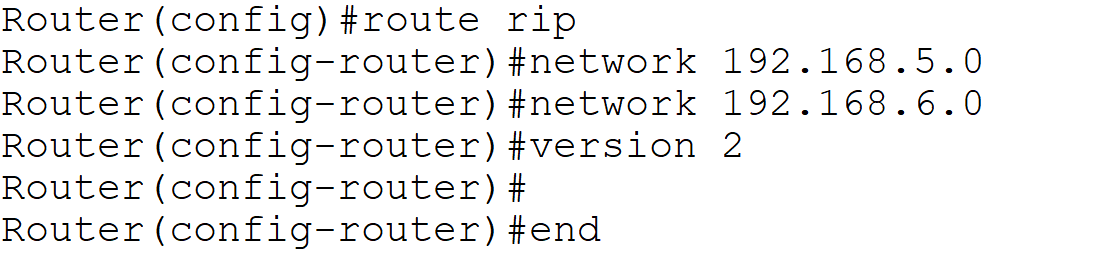 Router(config)#route rip
Router(config-router)#network 192.168.5.0
Router(config-router)#network 192.168.6.0
Router(config-router)#version 2
Router(config-router)#
Router(config-router)#end